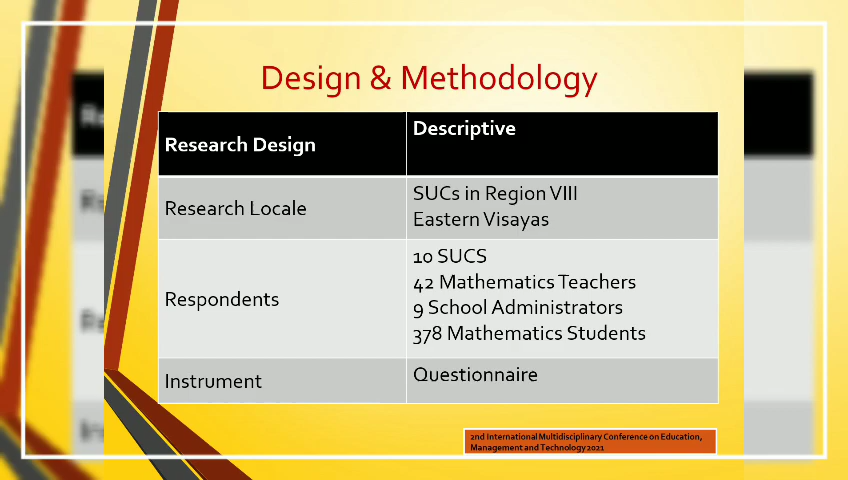 Design & Methodology
Research Design
Descriptive
Research Locale
SUCs in Region VIII
Eastern Visayas
Respondents
10 SUCS
42 Mathematics Teachers
9 School Administrators
378 Mathematics Students
Instrument
Questionnaire
2nd International Multidisciplinary Conference on Education,
Management and Technology 2021